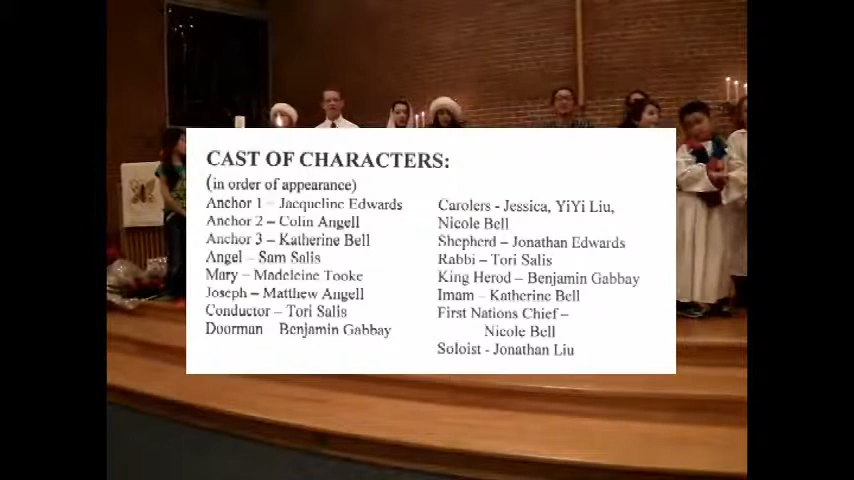 CAST OF CHARACTERS:
(in order of appearance)
Anchor 1 – Jacqueline Edwards
Anchor 2 – Colin Angell
Anchor 3 – Katherine Bell
Angel – Sam Salis
Mary – Madeleine Tooke
Joseph – Matthew Angell
Conductor – Tori Salis
Doorman – Benjamin Gabbay
Carolers - Jessica, YiYi Liu,
Nicole Bell
Shepherd – Jonathan Edwards
Rabbi – Tori Salis
King Herod – Benjamin Gabbay
Imam – Katherine Bell
First Nations Chief –
Nicole Bell
Soloist - Jonathan Liu